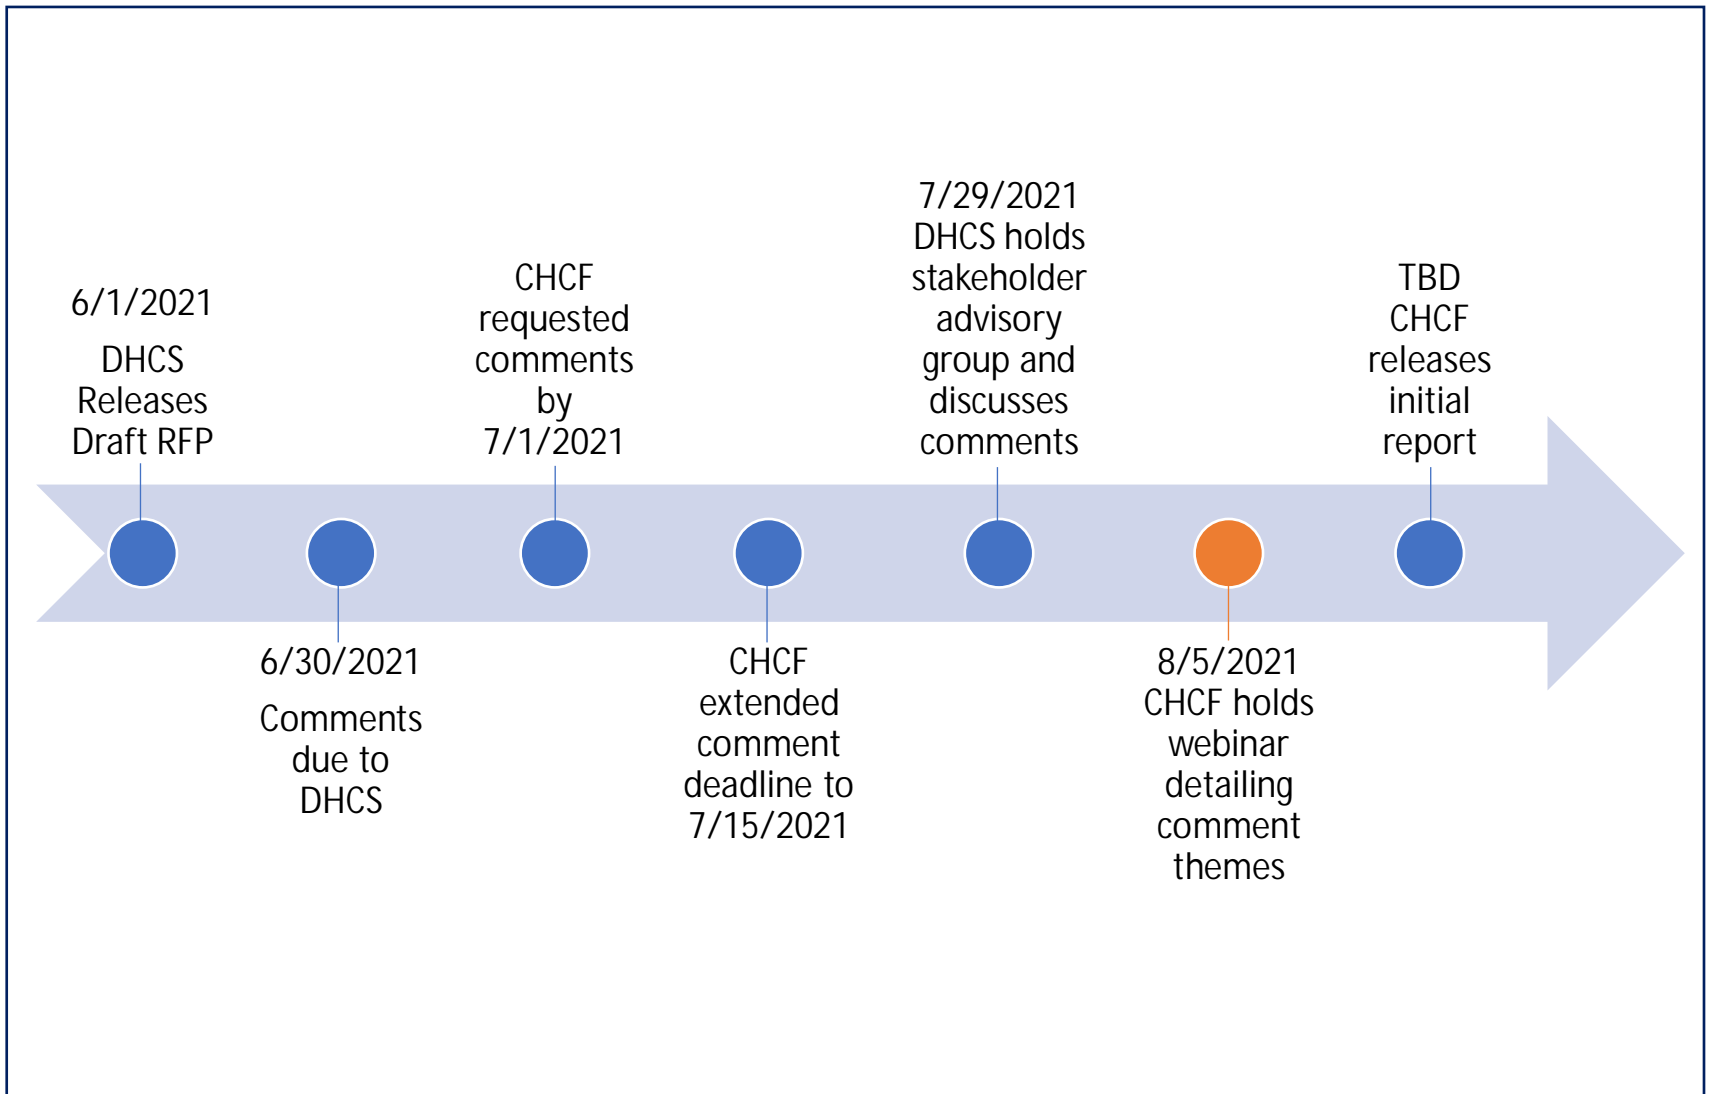 6/1/2021
DHCS
Releases
Draft RFP
6/30/2021
Comments
due to
DHCS
CHCF
requested
comments
by
7/1/2021
CHCF
extended
comment
deadline to
7/15/2021
7/29/2021
DHCS holds
stakeholder
advisory
group and
discusses
comments
8/5/2021
CHCF holds
webinar
detailing
comment
themes
TBD
CHCF
releases
initial
report